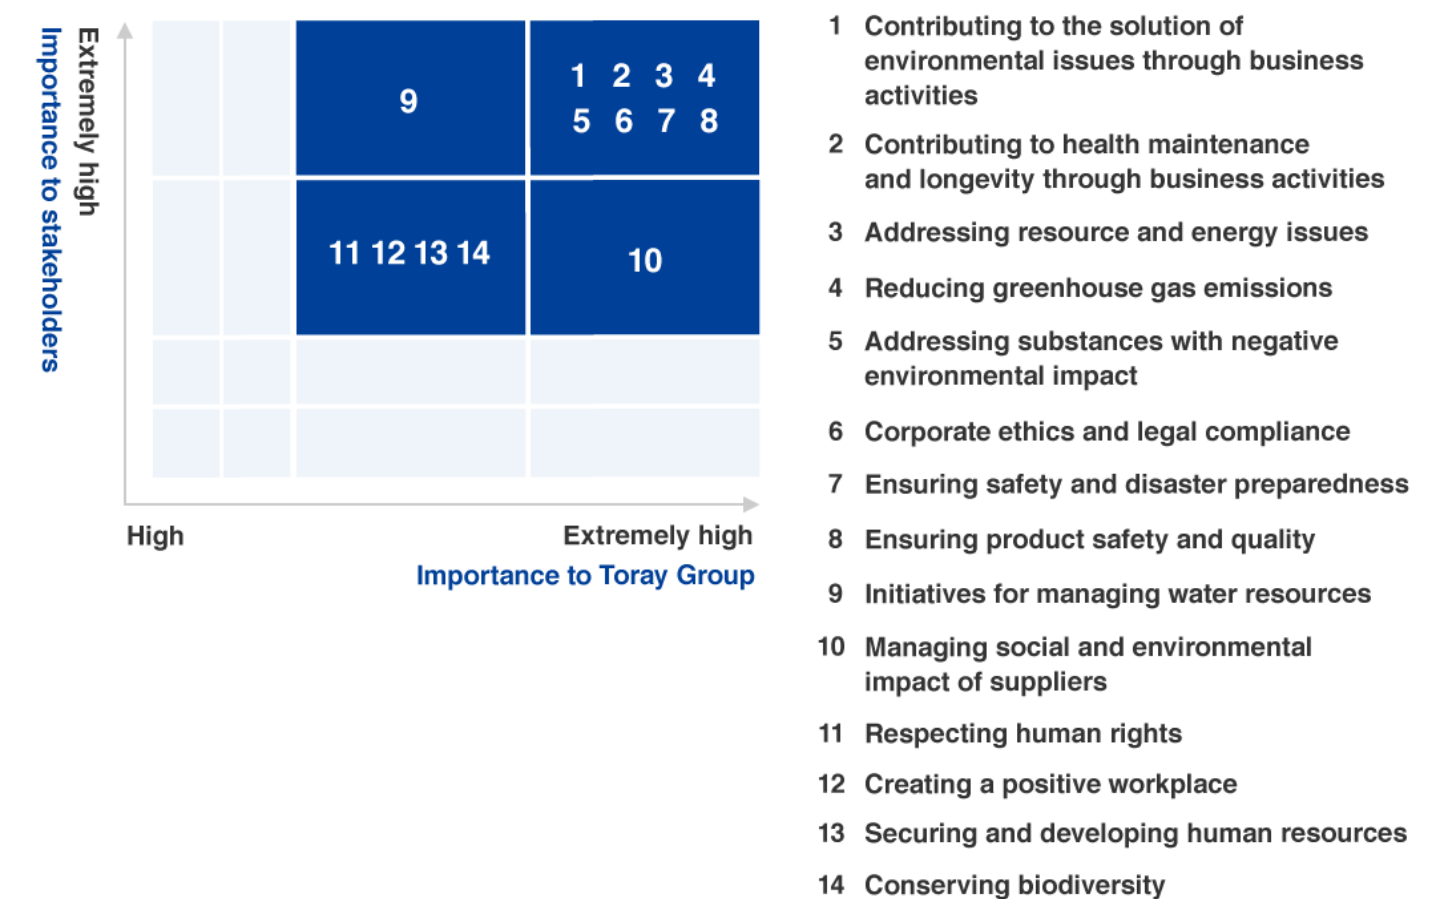 Importance to stakeholders
Extremely high
9
1 2 3 4
5 6 7 8
11 12 13 14
10
High
Extremely high
Importance to Toray Group
1 Contributing to the solution of
environmental issues through business
activities
2 Contributing to health maintenance
and longevity through business activities
3 Addressing resource and energy issues
4 Reducing greenhouse gas emissions
5 Addressing substances with negative
environmental impact
6 Corporate ethics and legal compliance
7 Ensuring safety and disaster preparedness
8 Ensuring product safety and quality
9 Initiatives for managing water resources
10 Managing social and environmental
impact of suppliers
11 Respecting human rights
12 Creating a positive workplace
13 Securing and developing human resources
14 Conserving biodiversity